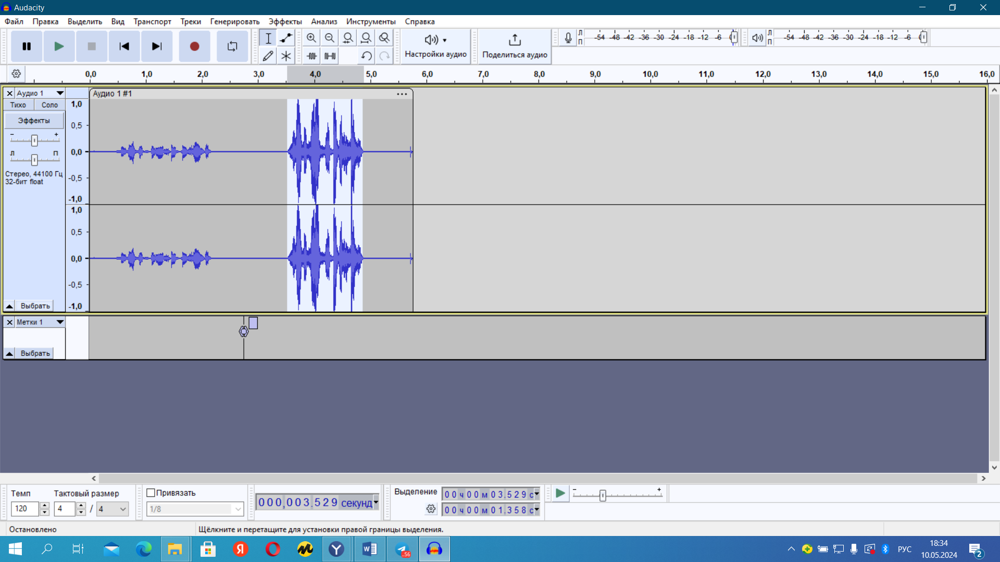 Audacity
Файл Правка Выделить Вид Транспорт Треки Генерировать Эффекты Анализ Инструменты Справка
Настройки аудио
Поделиться аудио
Л П -54 -48 -42 -36 -30 -24 -18 -12 -6
Л П -54 -48 -42 -36 -30 -24 -18 -12 -6
0,0 1,0 2,0 3,0 4,0 5,0 6,0 7,0 8,0 9,0 10,0 11,0 12,0 13,0 14,0 15,0 16,0
Аудио 1
Аудио 1 #1
Тихо Соло
Эффекты
- +
Л П
Стерео, 44100 Гц
32-бит float
Выбрать
1,0
0,5
0,0
-0,5
-1,0
1,0
0,5
0,0
-0,5
-1,0
Метки 1
Выбрать
Темп
120
Тактовый размер
4 / 4
Привязать
1/8
000,003.529 секунд
Выделение
00 ч 00 м 03.529 с
00 ч 00 м 01.358 с
- +
Остановлено
Щёлкните и перетащите для установки правой границы выделения.
Я
Y
W
..56
РУС
18:34
10.05.2024
2